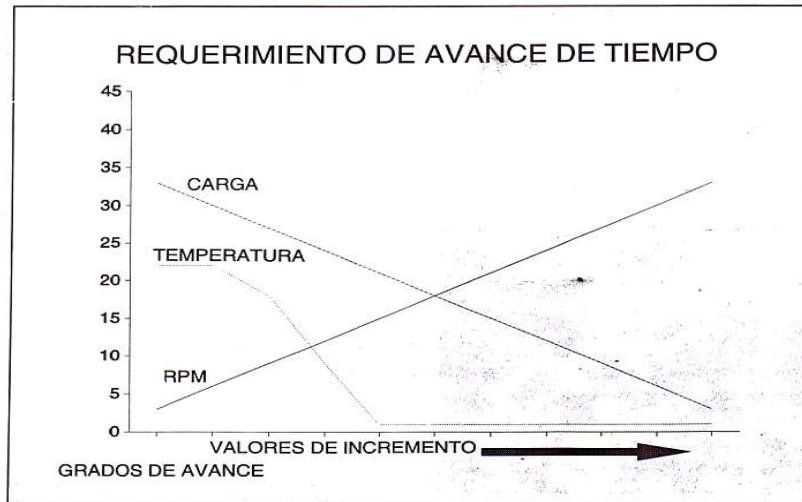 REQUERIMIENTO DE AVANCE DE TIEMPO
45
40
35
30
25
20
15
10
5
0
CARGA
TEMPERATURA
RPM
VALORES DE INCREMENTO
GRADOS DE AVANCE